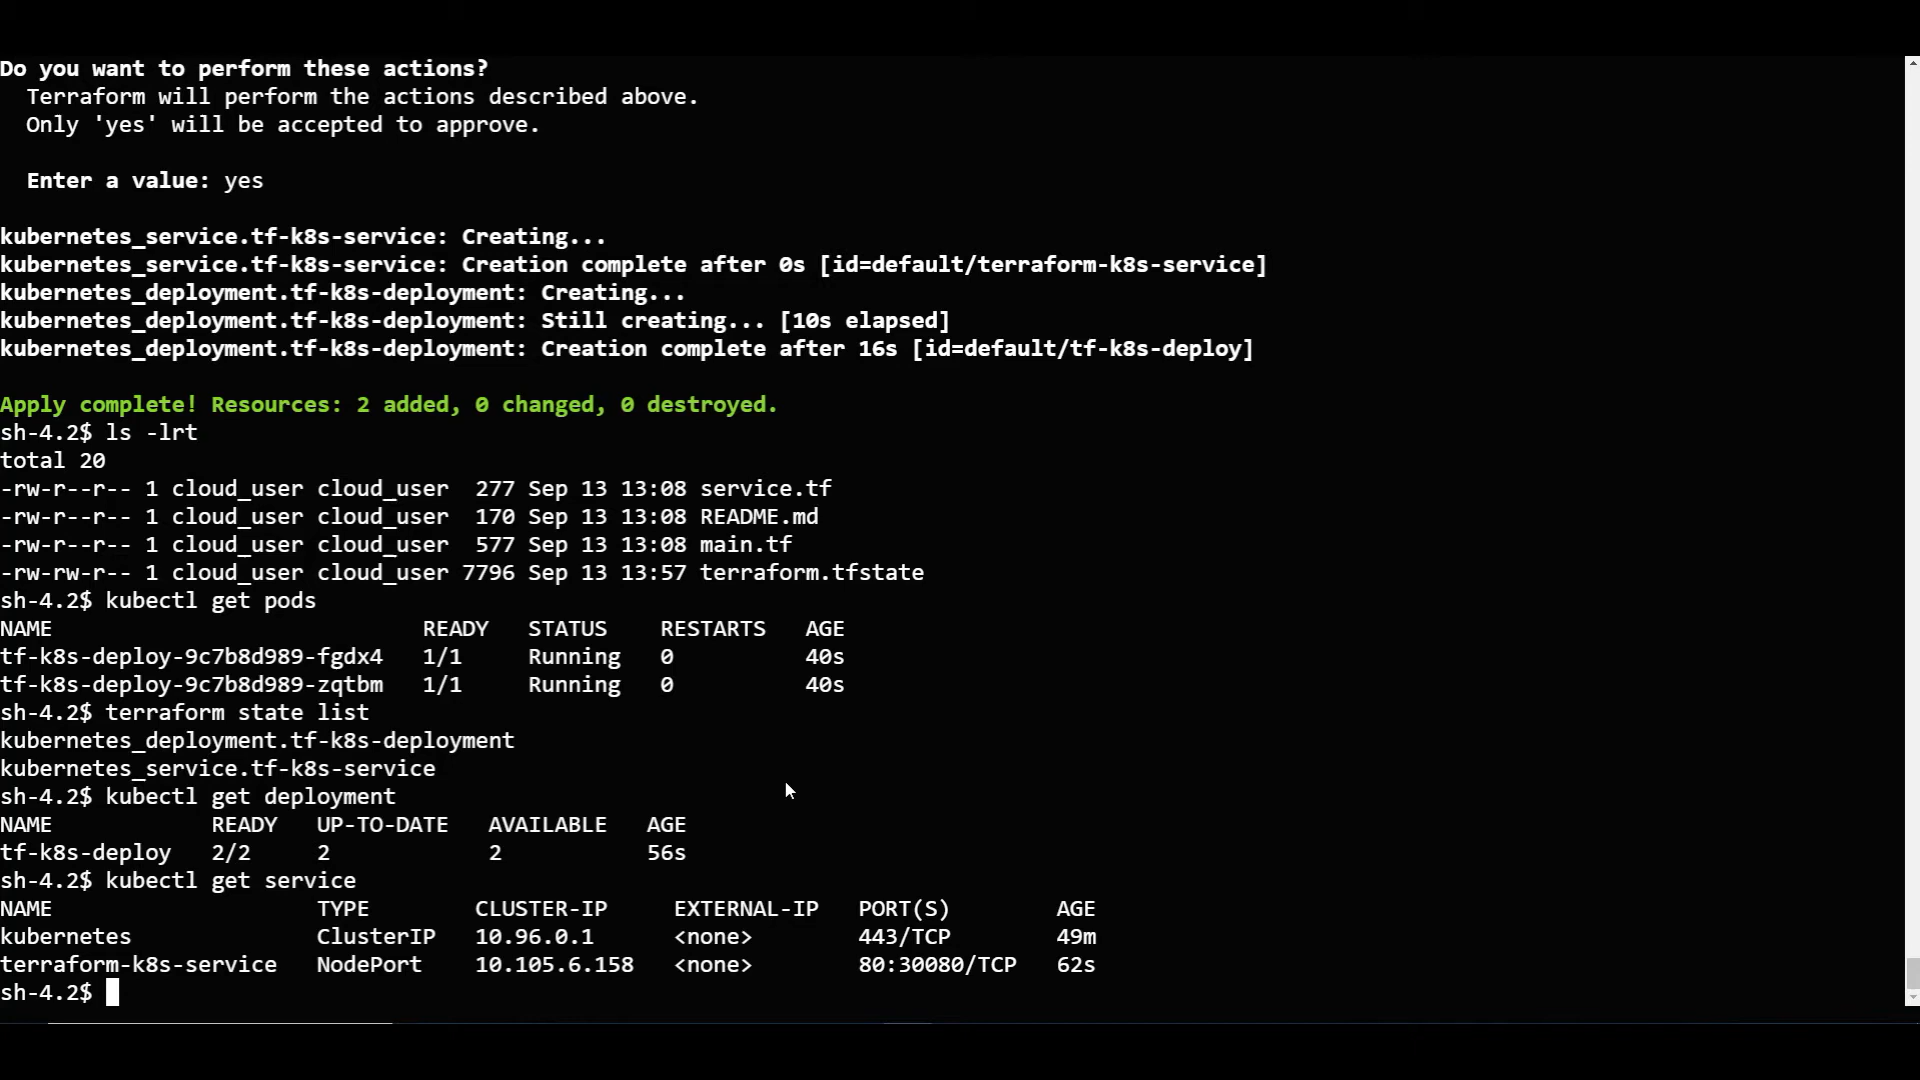 Do you want to perform these actions?
  Terraform will perform the actions described above.
  Only 'yes' will be accepted to approve.
  Enter a value: yes
kubernetes_service.tf-k8s-service: Creating...
kubernetes_service.tf-k8s-service: Creation complete after 0s [id=default/terraform-k8s-service]
kubernetes_deployment.tf-k8s-deployment: Creating...
kubernetes_deployment.tf-k8s-deployment: Still creating... [10s elapsed]
kubernetes_deployment.tf-k8s-deployment: Creation complete after 16s [id=default/tf-k8s-deploy]
Apply complete! Resources: 2 added, 0 changed, 0 destroyed.
sh-4.2$ ls -lrt
total 20
-rw-r--r-- 1 cloud_user cloud_user  277 Sep 13 13:08 service.tf
-rw-r--r-- 1 cloud_user cloud_user  170 Sep 13 13:08 README.md
-rw-r--r-- 1 cloud_user cloud_user  577 Sep 13 13:08 main.tf
-rw-rw-r-- 1 cloud_user cloud_user 7796 Sep 13 13:57 terraform.tfstate
sh-4.2$ kubectl get pods
NAME                            READY   STATUS    RESTARTS   AGE
tf-k8s-deploy-9c7b8d989-fgdx4   1/1     Running   0          40s
tf-k8s-deploy-9c7b8d989-zqtbm   1/1     Running   0          40s
sh-4.2$ terraform state list
kubernetes_deployment.tf-k8s-deployment
kubernetes_service.tf-k8s-service
sh-4.2$ kubectl get deployment
NAME            READY   UP-TO-DATE   AVAILABLE   AGE
tf-k8s-deploy   2/2     2            2           56s
sh-4.2$ kubectl get service
NAME                    TYPE        CLUSTER-IP     EXTERNAL-IP   PORT(S)        AGE
kubernetes              ClusterIP   10.96.0.1      <none>        443/TCP        49m
terraform-k8s-service   NodePort    10.105.6.158   <none>        80:30080/TCP   62s
sh-4.2$